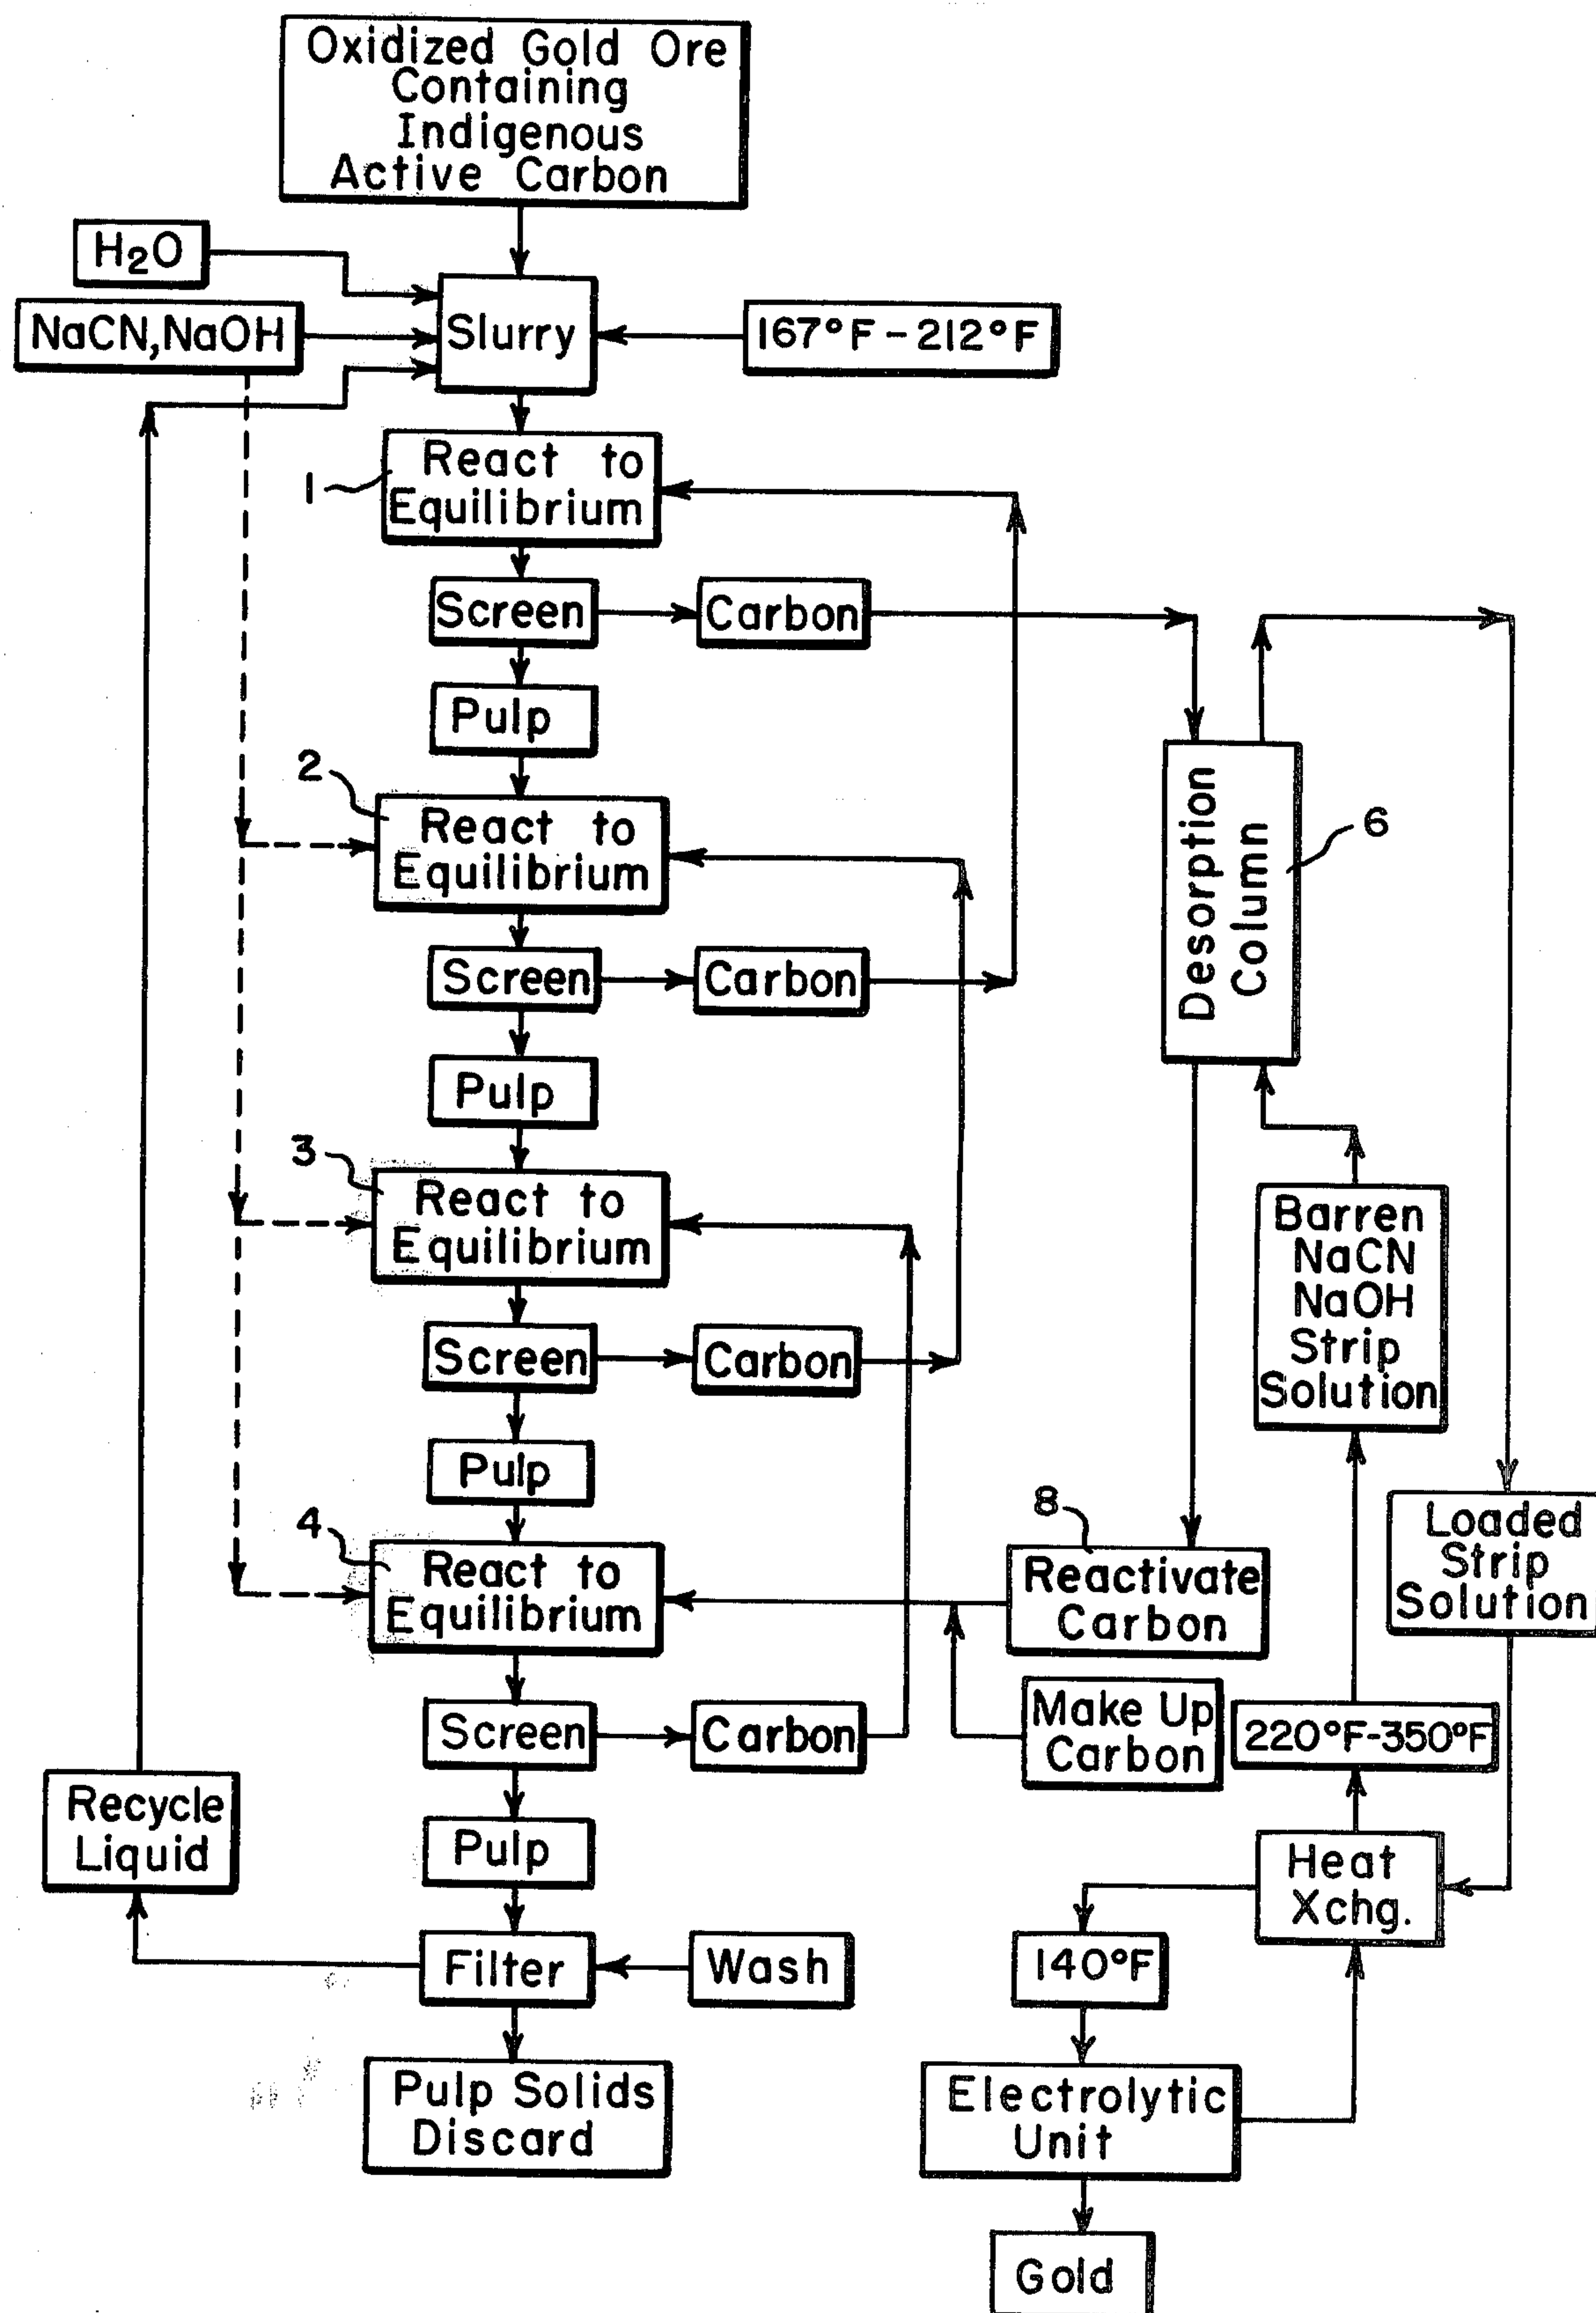 Oxidized Gold Ore
Containing
Indigenous
Active Carbon
H2O
NaCN,NaOH
Slurry
167°F - 212°F
1
React to
Equilibrium
Screen
Carbon
Pulp
2
React to
Equilibrium
Desorption
Column
6
Screen
Carbon
Pulp
3
React to
Equilibrium
Barren
NaCN
NaOH
Strip
Solution
Screen
Carbon
Pulp
4
React to
Equilibrium
8
Reactivate
Carbon
Loaded
Strip
Solution
Screen
Carbon
Make Up
Carbon
220°F-350°F
Recycle
Liquid
Pulp
Heat
Xchg.
Filter
Wash
140°F
Pulp Solids
Discard
Electrolytic
Unit
Gold